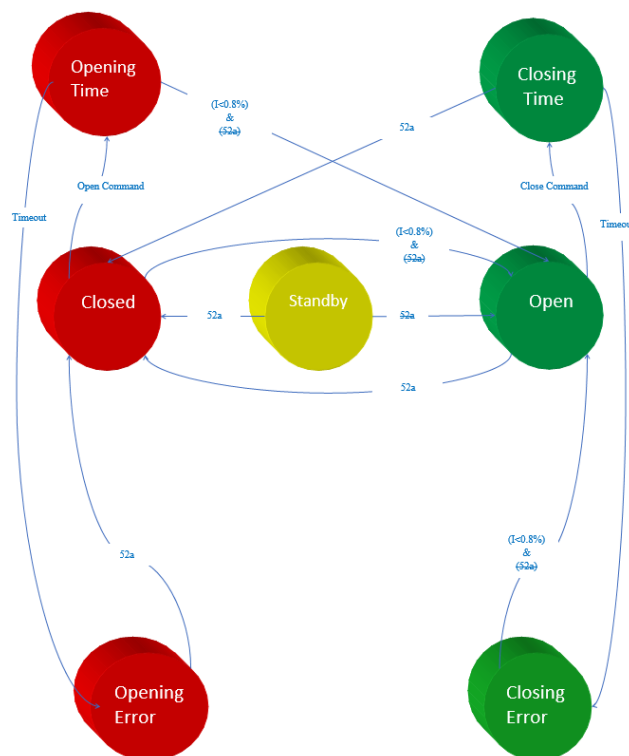 Opening
Time
Closing
Time
(I<0.8%)
&
(52a)
52a
Open Command
Close Command
Timeout
Timeout
(I<0.8%)
&
(52a)
Closed
Standby
Open
52a
52a
52a
(I<0.8%)
&
(52a)
52a
Opening
Error
Closing
Error